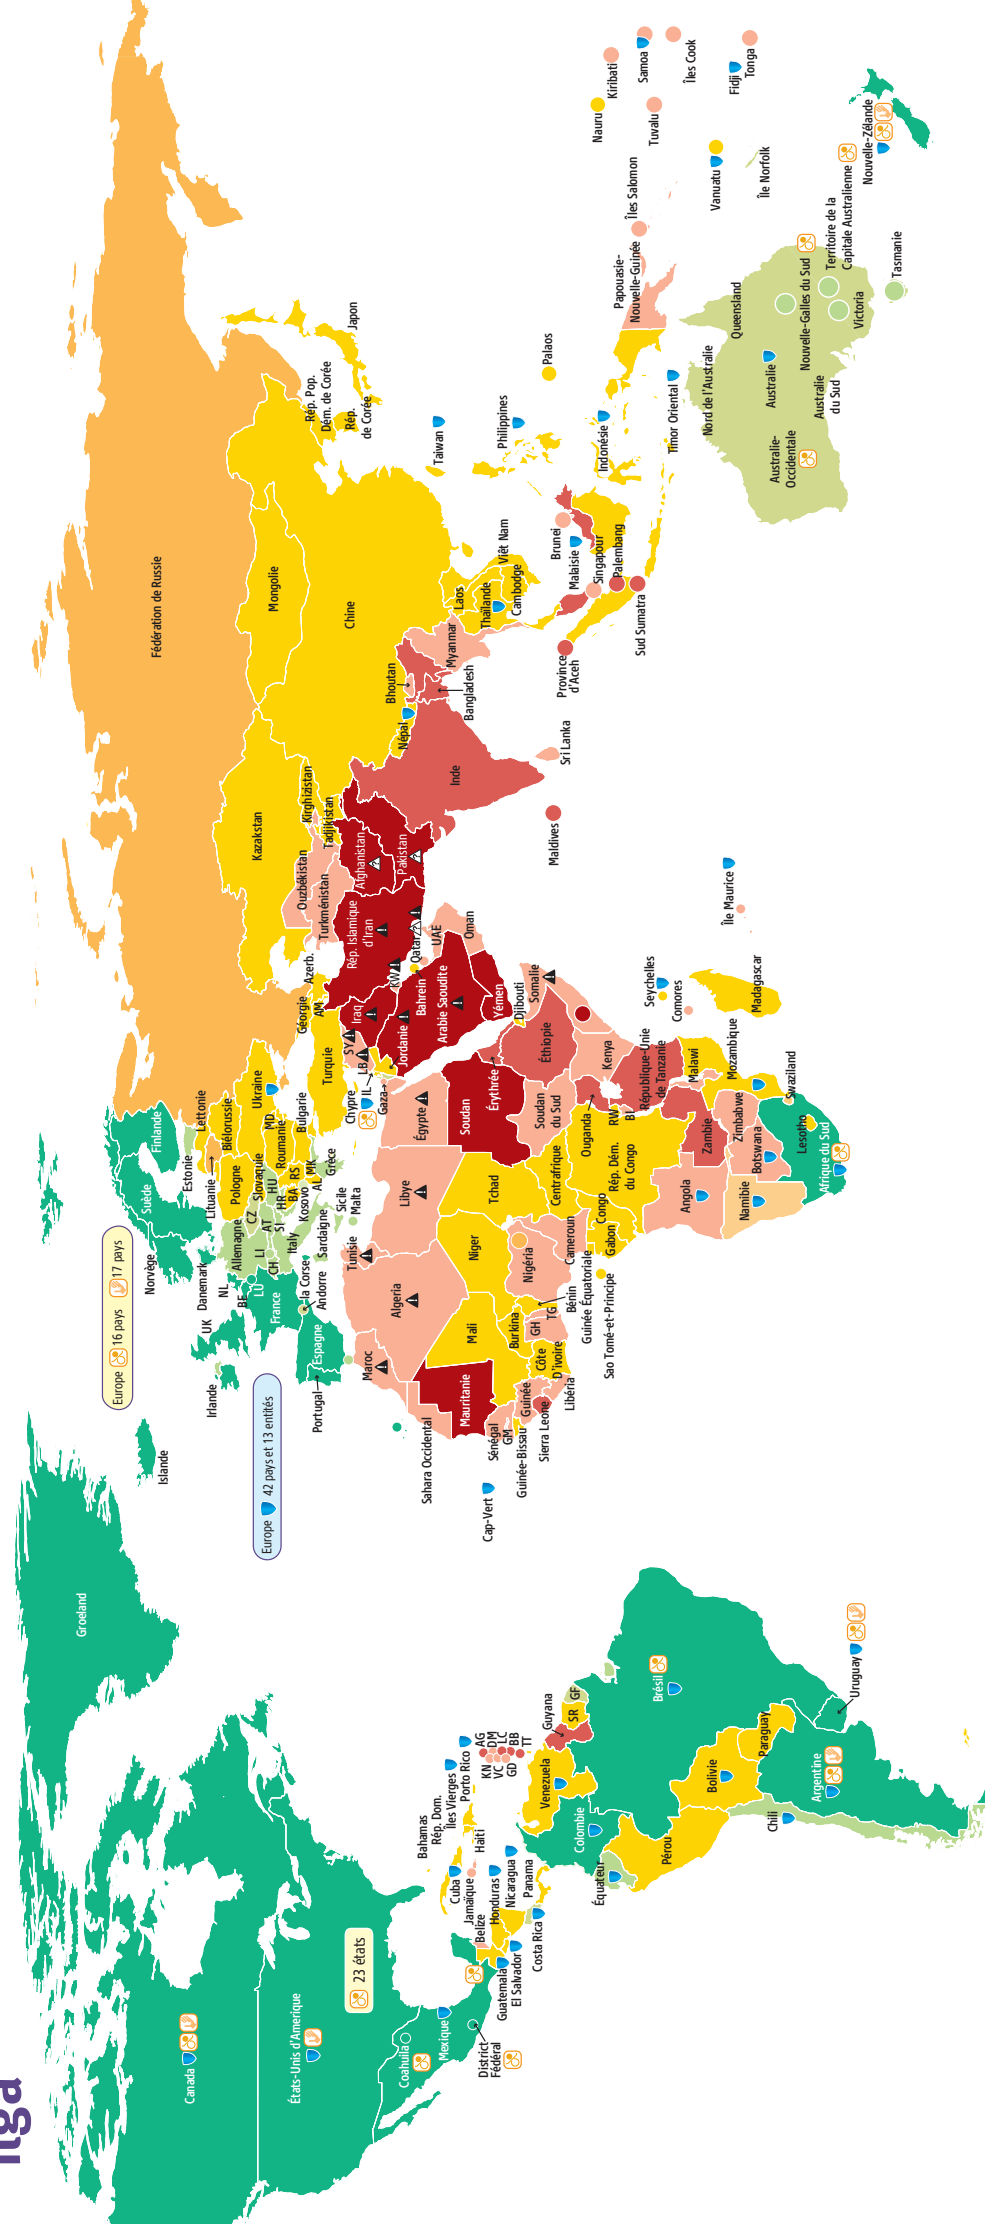 ilga
Groeland
Islande
Canada
États-Unis d'Amerique
23 états
Coahuila
Mexique
District
Fédéral
Belize
Guatemala
El Salvador
Honduras
Nicaragua
Costa Rica
Panama
Cuba
Jamaïque
Haiti
Bahamas
Rép. Dom.
Îles Vierges
Porto Rico
KN
AG
DM
VC
LC
GD
BB
TT
Venezuela
Guyana
SR
GF
Colombie
Équateur
Pérou
Brésil
Bolivie
Paraguay
Chili
Argentine
Uruguay
Europe 16 pays 17 pays
Europe 42 pays et 13 entités
Norvège
Suède
Finlande
Estonie
Lettonie
Lituanie
Danemark
Irlande
UK
NL
BE
LU
Allemagne
Pologne
Biélorussie
Ukraine
MD
CZ
Slovaquie
AT
HU
Roumanie
LI
CH
SI
HR
BA
RS
Bulgarie
France
Italy
Kosovo
AL
MK
Grèce
la Corse
Andorre
Sardaigne
Sicile
Malta
Portugal
Espagne
Turquie
Géorgie
AM
Azerb.
Chypre
SY
LB
IL
Gaza
Iraq
Jordanie
KW
Rép. Islamique
d'Iran
Bahrein
Qatar
UAE
Oman
Arabie Saoudite
Yémen
Fédération de Russie
Kazakstan
Ouzbékistan
Turkménistan
Kirghizistan
Tadjikistan
Afghanistan
Pakistan
Mongolie
Chine
Rép. Pop.
Dém. de Corée
Rép.
de Corée
Japon
Taiwan
Népal
Bhoutan
Bangladesh
Inde
Sri Lanka
Maldives
Myanmar
Laos
Thaïlande
Viêt Nam
Cambodge
Philippines
Palaos
Brunei
Malaisie
Singapour
Palembang
Sud Sumatra
Province
d'Aceh
Indonésie
Timor Oriental
Papouasie-
Nouvelle-Guinée
Îles Salomon
Nauru
Kiribati
Tuvalu
Samoa
Îles Cook
Vanuatu
Fidji
Tonga
Île Norfolk
Nord de l'Australie
Queensland
Australie-
Occidentale
Australie
Australie
du Sud
Nouvelle-Galles du Sud
Territoire de la
Capitale Australienne
Victoria
Tasmanie
Nouvelle-Zélande
Maroc
Sahara Occidental
Algeria
Tunisie
Libye
Égypte
Cap-Vert
Mauritanie
Mali
Niger
Tchad
Soudan
Érythrée
Djibouti
Somalie
Éthiopie
Soudan
du Sud
Sénégal
GM
Guinée-Bissau
Guinée
Sierra Leone
Libéria
Côte
D'ivoire
Burkina
GH
TG
Bénin
Nigéria
Cameroun
Centrafrique
Guinée Équatoriale
Sao Tomé-et-Principe
Gabon
Congo
Rép. Dém.
du Congo
Ouganda
RW
BI
Kenya
République-Unie
de Tanzanie
Seychelles
Comores
Île Maurice
Madagascar
Angola
Zambie
Malawi
Mozambique
Zimbabwe
Namibie
Botswana
Swaziland
Lesotho
Afrique du Sud